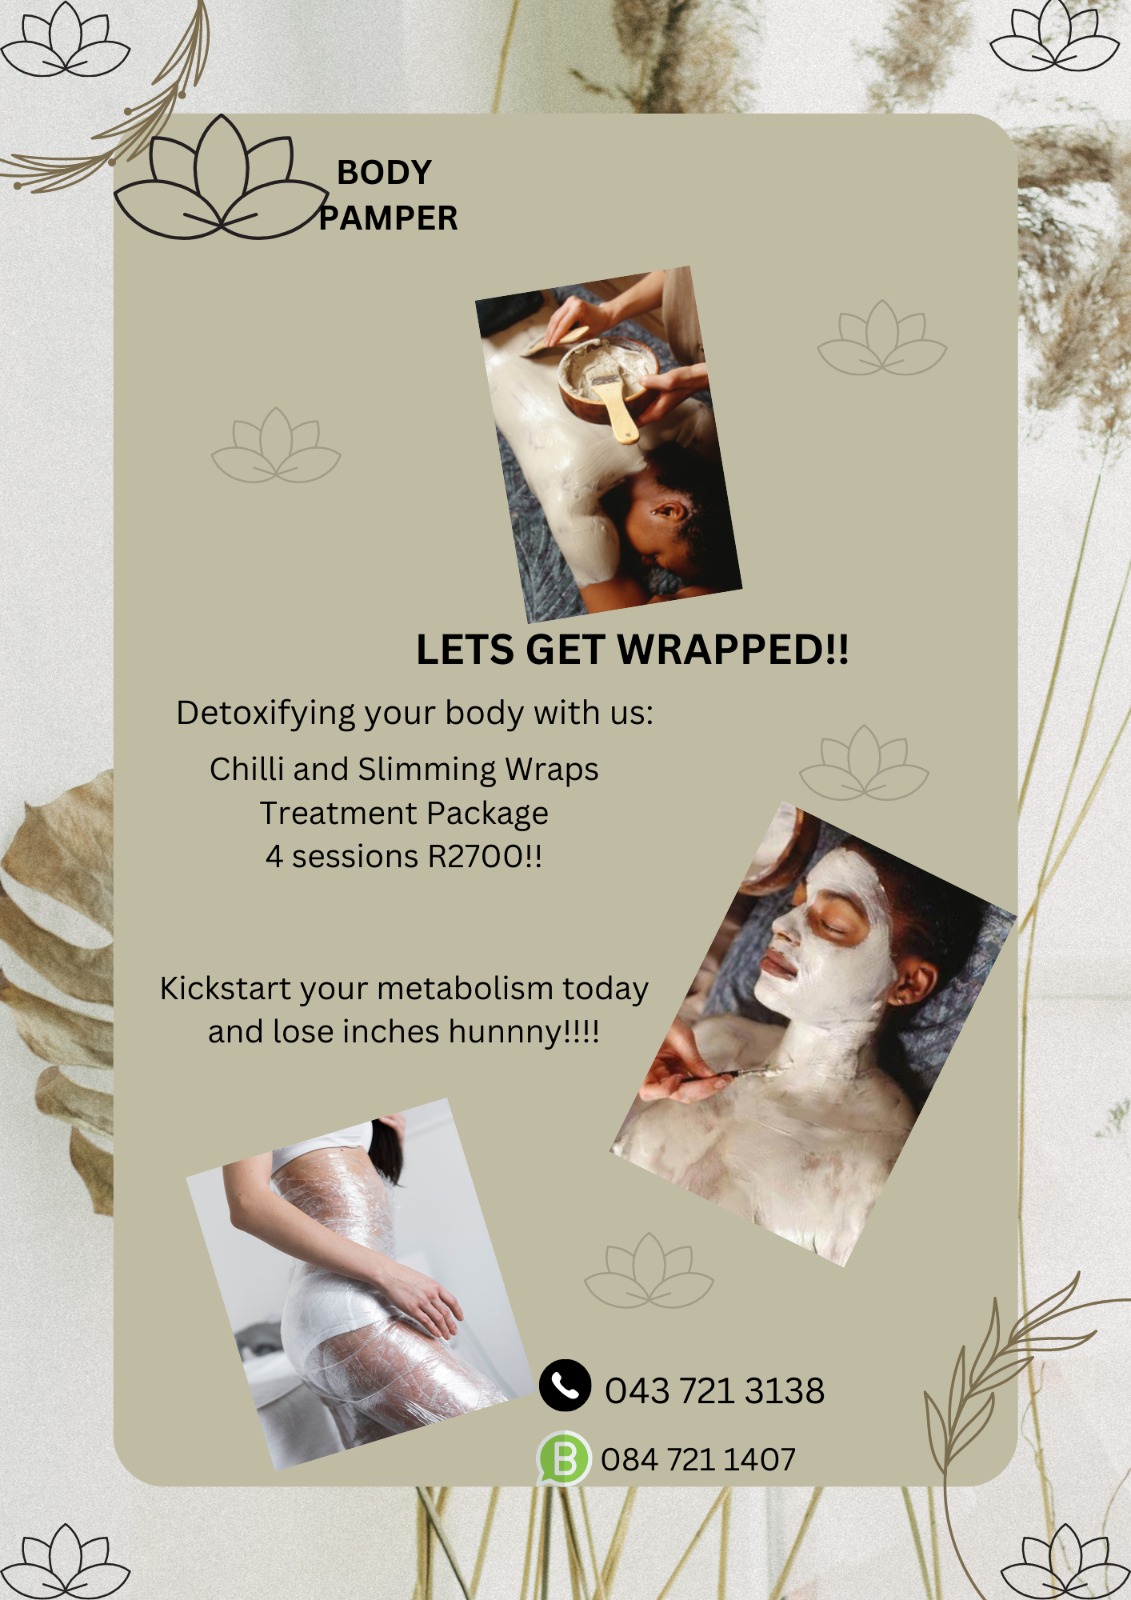 BODY
PAMPER
LETS GET WRAPPED!!
Detoxifying your body with us:
Chilli and Slimming Wraps
Treatment Package
4 sessions R2700!!
Kickstart your metabolism today
and lose inches hunnny!!!!
043 721 3138
B 084 721 1407